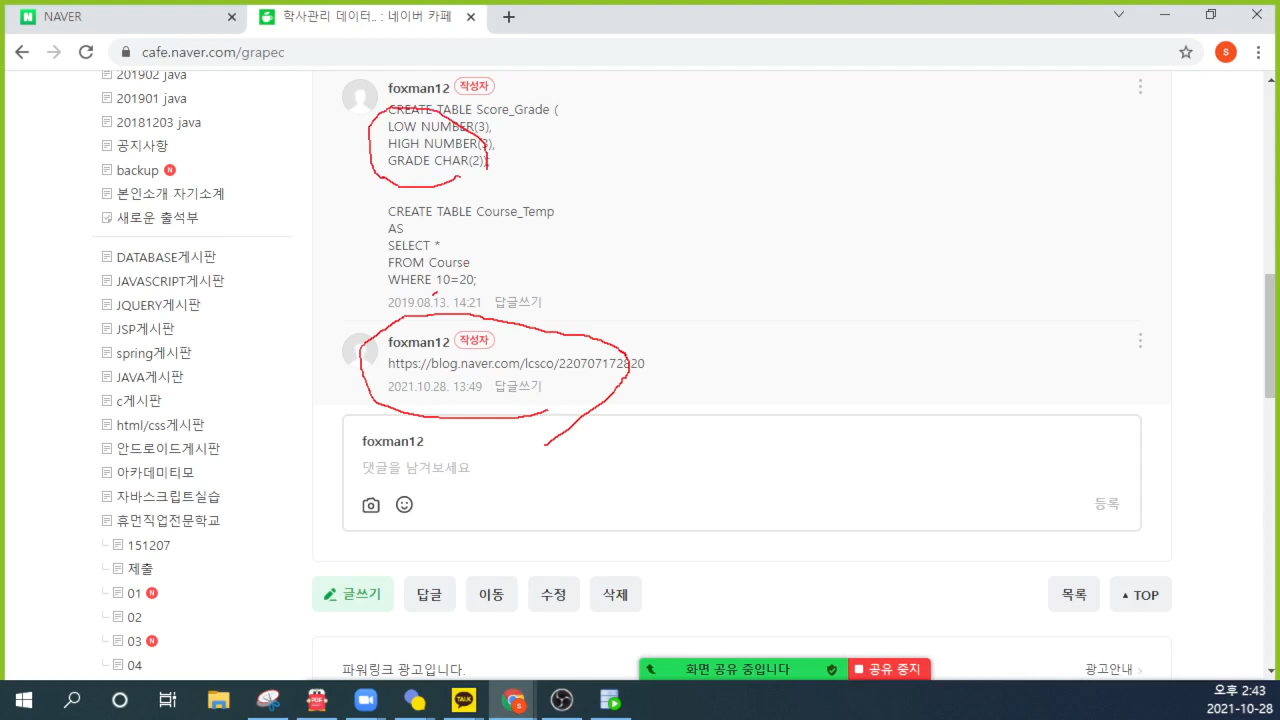 NAVER
학사관리 데이터.. : 네이버 카페
cafe.naver.com/grapec
S
201902 java
201901 java
20181203 java
공지사항
backup N
본인소개 자기소계
새로운 출석부
DATABASE게시판
JAVASCRIPT게시판
JQUERY게시판
JSP게시판
spring게시판
JAVA게시판
c게시판
html/css게시판
안드로이드게시판
아카데미티모
자바스크립트실습
휴먼직업전문학교
151207
제출
01 N
02
03 N
04
foxman12 작성자
CREATE TABLE Score_Grade (
LOW NUMBER(3),
HIGH NUMBER(3),
GRADE CHAR(2));
CREATE TABLE Course_Temp
AS
SELECT *
FROM Course
WHERE 10=20;
2019.08.13. 14:21 답글쓰기
foxman12 작성자
https://blog.naver.com/lcsco/220707172820
2021.10.28. 13:49 답글쓰기
foxman12
댓글을 남겨보세요
등록
글쓰기 답글 이동 수정 삭제 목록 TOP
파워링크 광고입니다. 광고안내
화면 공유 중입니다 공유 중지
PDF
TALK
S
오후 2:43
2021-10-28